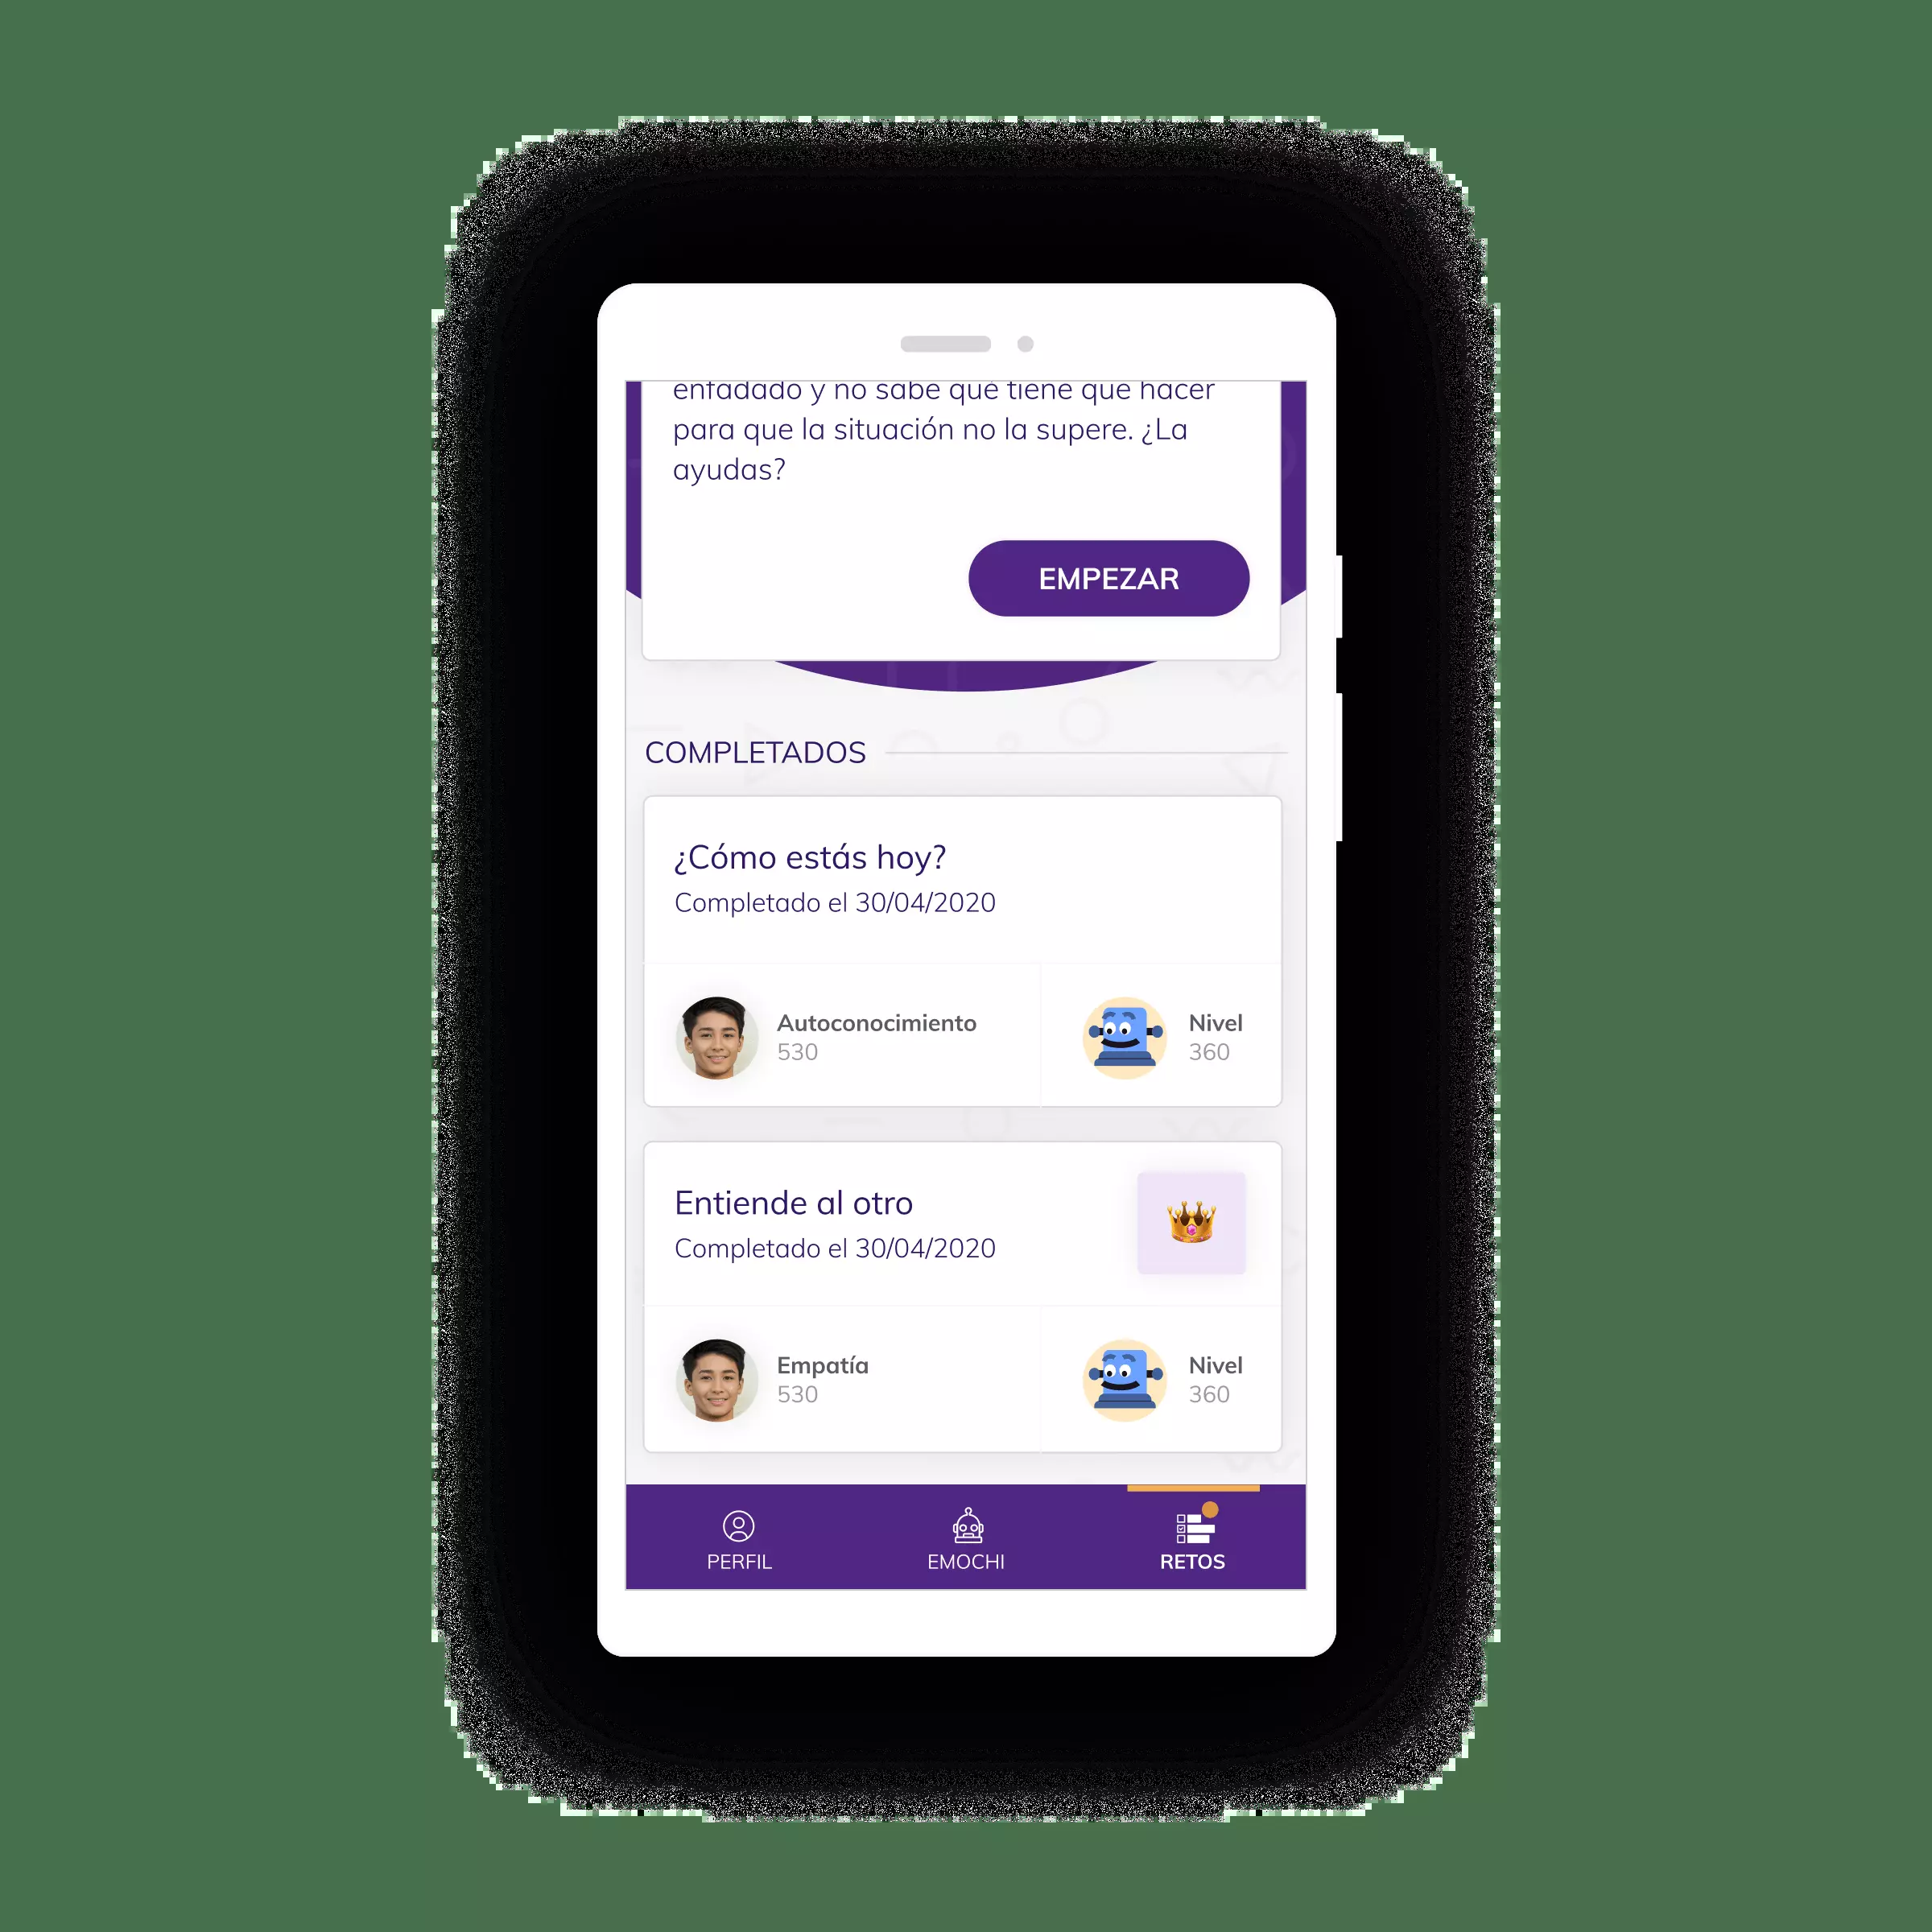 enfadado y no sabe qué tiene que hacer
para que la situación no la supere. ¿La
ayudas?
EMPEZAR
COMPLETADOS
¿Cómo estás hoy?
Completado el 30/04/2020
Autoconocimiento
530
Nivel
360
Entiende al otro
Completado el 30/04/2020
Empatía
530
Nivel
360
PERFIL
EMOCHI
RETOS